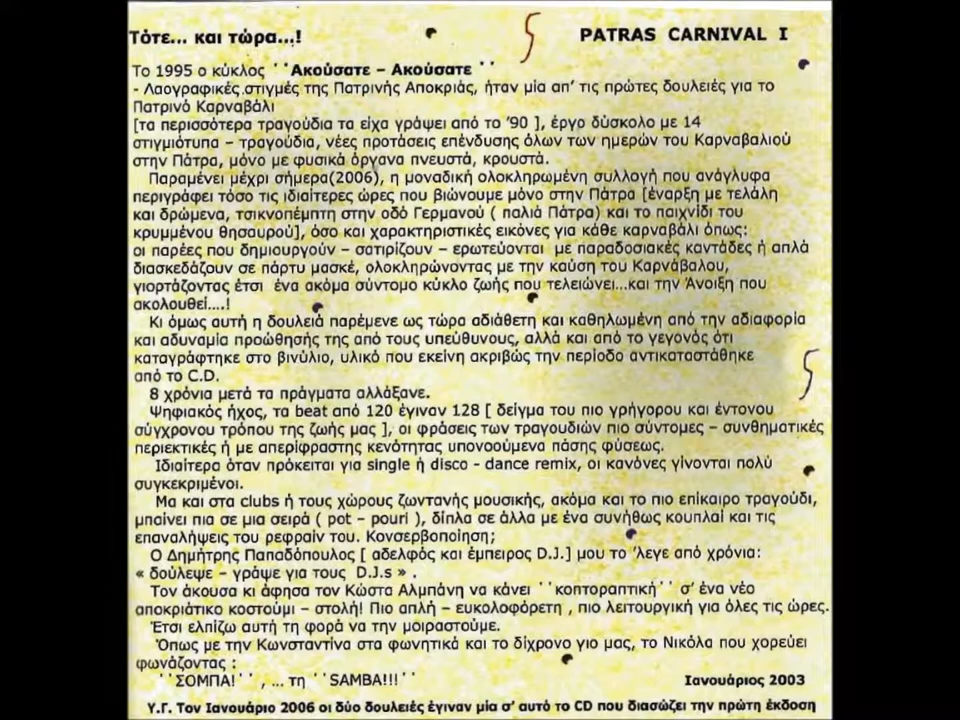 Τότε... και τώρα...!
PATRAS CARNIVAL I
Το 1995 ο κύκλος ΄΄Ακούσατε – Ακούσατε ΄΄
- Λαογραφικές στιγμές της Πατρινής Αποκριάς, ήταν μία απ’ τις πρώτες δουλειές για το
Πατρινό Καρναβάλι
[τα περισσότερα τραγούδια τα είχα γράψει από το ’90 ], έργο δύσκολο με 14
στιγμιότυπα – τραγούδια, νέες προτάσεις επένδυσης όλων των ημερών του Καρναβαλιού
στην Πάτρα, μόνο με φυσικά όργανα πνευστά, κρουστά.
Παραμένει μέχρι σήμερα(2006), η μοναδική ολοκληρωμένη συλλογή που ανάγλυφα
περιγράφει τόσο τις ιδιαίτερες ώρες που βιώνουμε μόνο στην Πάτρα [έναρξη με τελάλη
και δρώμενα, τσικνοπέμπτη στην οδό Γερμανού ( παλιά Πάτρα) και το παιχνίδι του
κρυμμένου θησαυρού], όσο και χαρακτηριστικές εικόνες για κάθε καρναβάλι όπως:
οι παρέες που δημιουργούν – σατιρίζουν – ερωτεύονται με παραδοσιακές καντάδες ή απλά
διασκεδάζουν σε πάρτυ μασκέ, ολοκληρώνοντας με την καύση του Καρνάβαλου,
γιορτάζοντας έτσι ένα ακόμα σύντομο κύκλο ζωής που τελειώνει...και την Άνοιξη που
ακολουθεί....!
Κι όμως αυτή η δουλειά παρέμενε ως τώρα αδιάθετη και καθηλωμένη από την αδιαφορία
και αδυναμία προώθησής της από τους υπεύθυνους, αλλά και από το γεγονός ότι
καταγράφτηκε στο βινύλιο, υλικό που εκείνη ακριβώς την περίοδο αντικαταστάθηκε
από το C.D.
8 χρόνια μετά τα πράγματα αλλάξανε.
Ψηφιακός ήχος, τα beat από 120 έγιναν 128 [ δείγμα του πιο γρήγορου και έντονου
σύγχρονου τρόπου της ζωής μας ], οι φράσεις των τραγουδιών πιο σύντομες – συνθηματικές
περιεκτικές ή με απερίφραστης κενότητας υπονοούμενα πάσης φύσεως.
Ιδιαίτερα όταν πρόκειται για single ή disco - dance remix, οι κανόνες γίνονται πολύ
συγκεκριμένοι.
Μα και στα clubs ή τους χώρους ζωντανής μουσικής, ακόμα και το πιο επίκαιρο τραγούδι,
μπαίνει πια σε μια σειρά ( pot – pouri ), δίπλα σε άλλα με ένα συνήθως κουπλαί και τις
επαναλήψεις του ρεφραίν του. Κονσερβοποίηση;
Ο Δημήτρης Παπαδόπουλος [ αδελφός και έμπειρος D.J.] μου το ’λεγε από χρόνια:
« δούλεψε – γράψε για τους D.J.s » .
Τον άκουσα κι άφησα τον Κώστα Αλμπάνη να κάνει ΄΄κοπτοραπτική΄΄ σ’ ένα νέο
αποκριάτικο κοστούμι – στολή! Πιο απλή – ευκολοφόρετη , πιο λειτουργική για όλες τις ώρες.
Έτσι ελπίζω αυτή τη φορά να την μοιραστούμε.
Όπως με την Κωνσταντίνα στα φωνητικά και το δίχρονο γιο μας, το Νικόλα που χορεύει
φωνάζοντας :
΄΄ΣΟΜΠΑ!΄΄ , ... τη ΄΄SAMBA!!!΄΄
Ιανουάριος 2003
Υ.Γ. Τον Ιανουάριο 2006 οι δύο δουλειές έγιναν μία σ’ αυτό το CD που διασώζει την πρώτη έκδοση